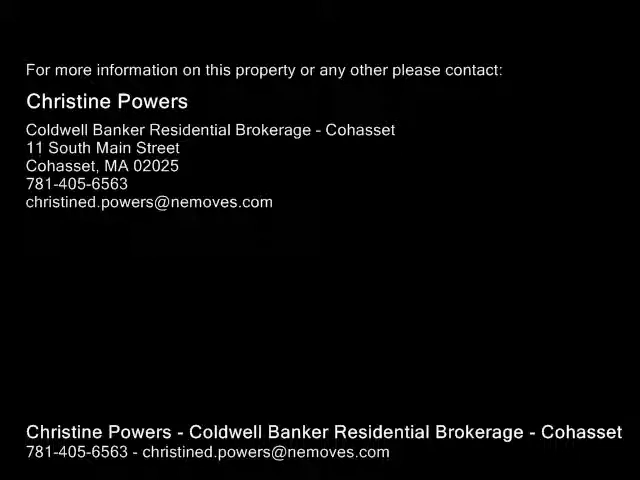 For more information on this property or any other please contact:
Christine Powers
Coldwell Banker Residential Brokerage - Cohasset
11 South Main Street
Cohasset, MA 02025
781-405-6563
christined.powers@nemoves.com
Christine Powers - Coldwell Banker Residential Brokerage - Cohasset
781-405-6563 - christined.powers@nemoves.com